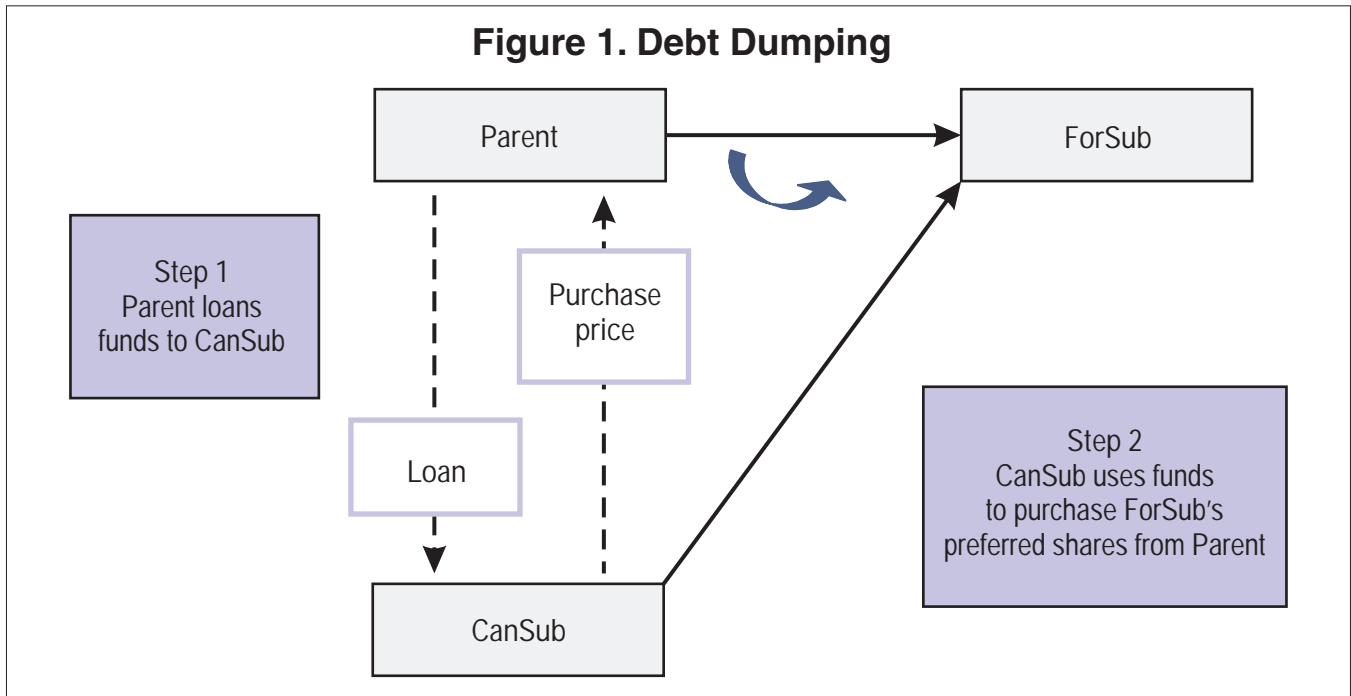 Figure 1. Debt Dumping
Parent
ForSub
Step 1
Parent loans
funds to CanSub
Purchase
price
Loan
Step 2
CanSub uses funds
to purchase ForSub's
preferred shares from Parent
CanSub